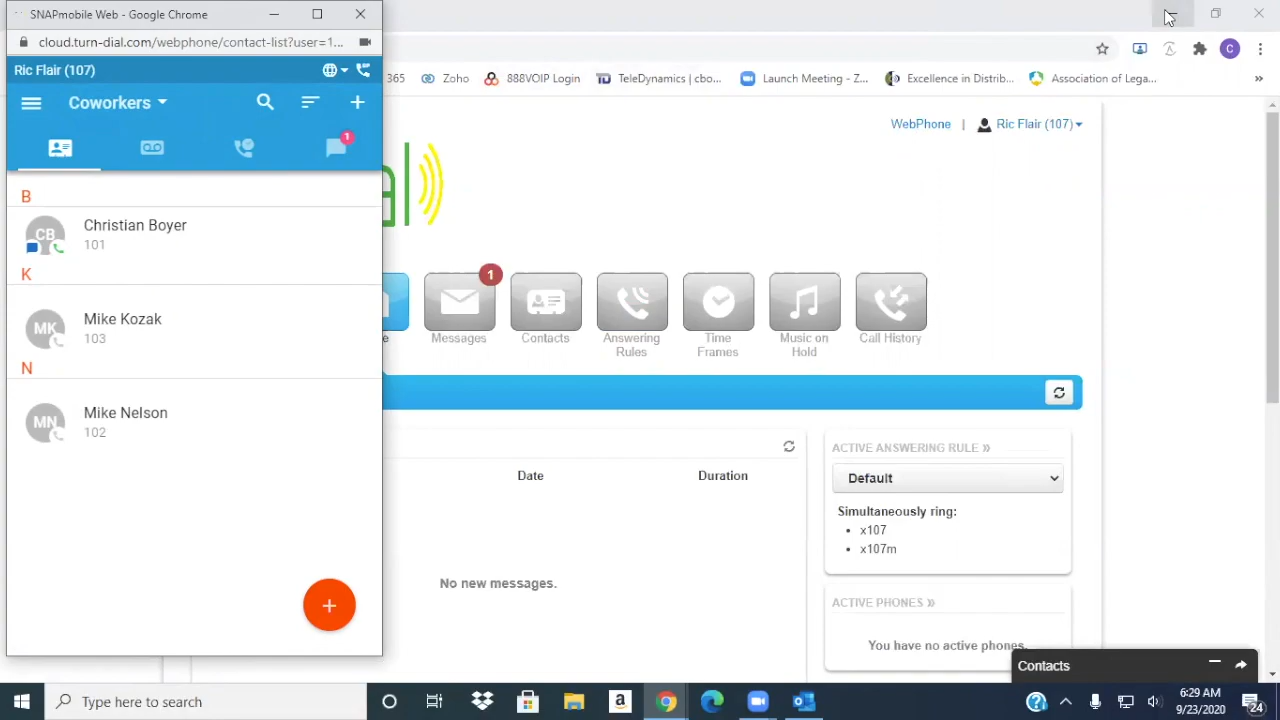 SNAPmobile Web - Google Chrome
cloud.turn-dial.com/webphone/contact-list?user=1...
Ric Flair (107)
Coworkers
1
B
CB
Christian Boyer
101
K
MK
Mike Kozak
103
N
MN
Mike Nelson
102
+
C
365
Zoho
888VOIP Login
TD
TeleDynamics ( cbo...
Launch Meeting - Z...
Excellence in Distrib...
Association of Lega...
»
WebPhone | Ric Flair (107)
al
1
e
Messages
Contacts
Answering Rules
Time Frames
Music on Hold
Call History
Date
Duration
No new messages.
ACTIVE ANSWERING RULE »
Default
Simultaneously ring:
• x107
• x107m
ACTIVE PHONES »
You have no active phones.
Contacts
Type here to search
a
6:29 AM
9/23/2020
24